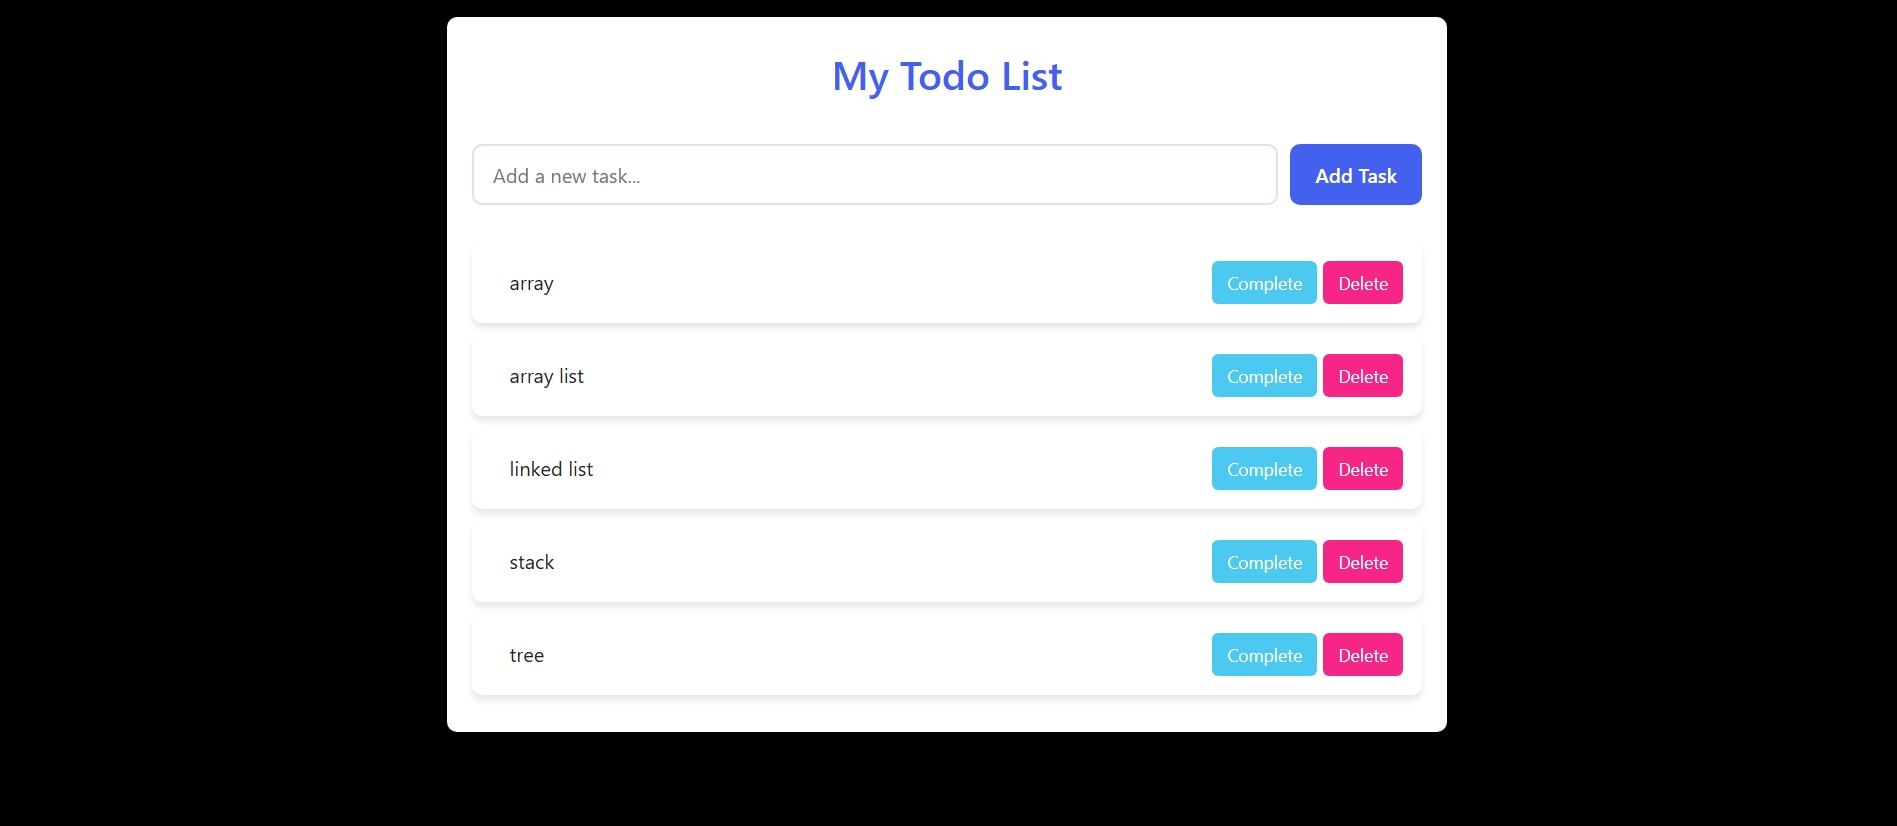 My Todo List
Add a new task... Add Task
array Complete Delete
array list Complete Delete
linked list Complete Delete
stack Complete Delete
tree Complete Delete